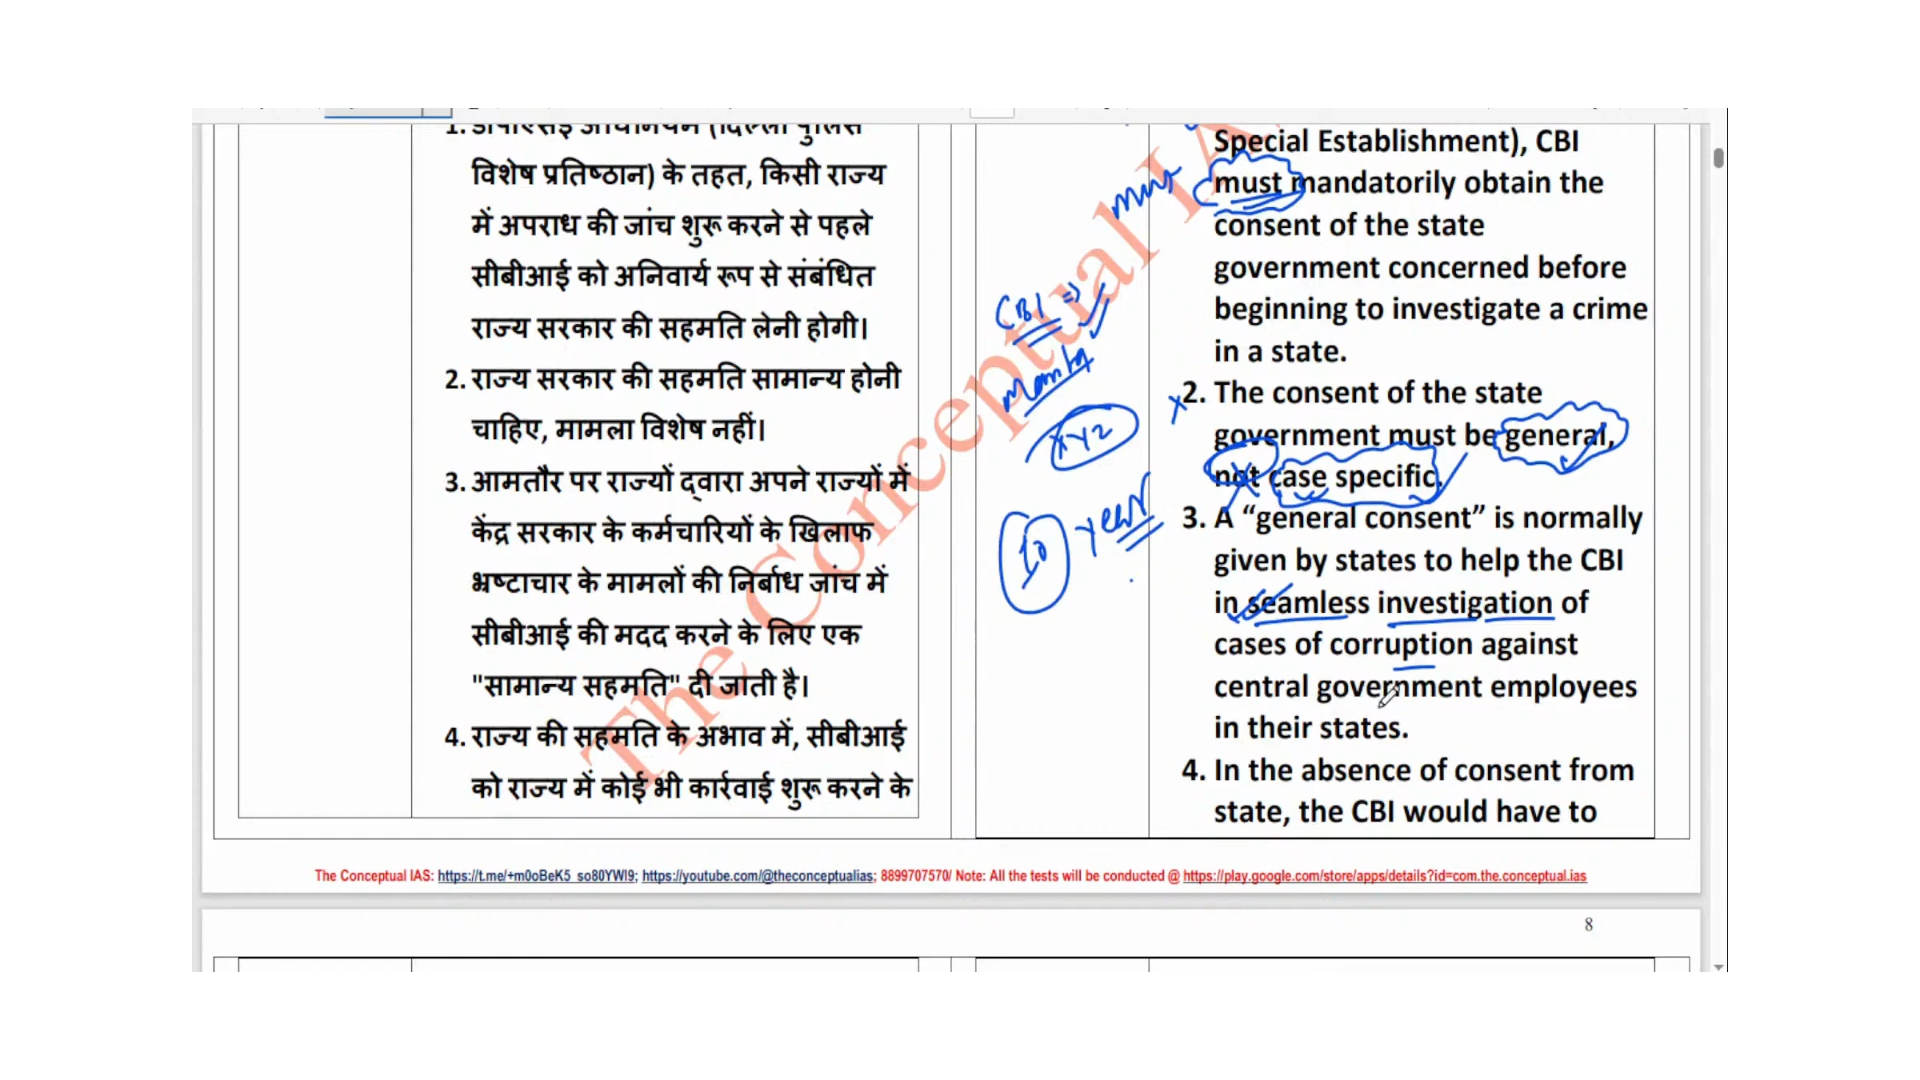 विशेष प्रतिष्ठान) के तहत, किसी राज्य
में अपराध की जांच शुरू करने से पहले
सीबीआई को अनिवार्य रूप से संबंधित
राज्य सरकार की सहमति लेनी होगी।
2. राज्य सरकार की सहमति सामान्य होनी
चाहिए, मामला विशेष नहीं।
3. आमतौर पर राज्यों द्वारा अपने राज्यों में
केंद्र सरकार के कर्मचारियों के खिलाफ
भ्रष्टाचार के मामलों की निर्बाध जांच में
सीबीआई की मदद करने के लिए एक
"सामान्य सहमति" दी जाती है।
4. राज्य की सहमति के अभाव में, सीबीआई
को राज्य में कोई भी कार्रवाई शुरू करने के
must
CBI ⇒
XYZ
10 year
Special Establishment), CBI
must mandatorily obtain the
consent of the state
government concerned before
beginning to investigate a crime
in a state.
x2. The consent of the state
government must be general,
not case specific.
3. A “general consent” is normally
given by states to help the CBI
in seamless investigation of
cases of corruption against
central government employees
in their states.
4. In the absence of consent from
state, the CBI would have to
The Conceptual IA
The Conceptual IAS: https://t.me/+m0oBeK5_so80YWI9; https://youtube.com/@theconceptualias; 8899707570/ Note: All the tests will be conducted @ https://play.google.com/store/apps/details?id=com.the.conceptual.ias
8